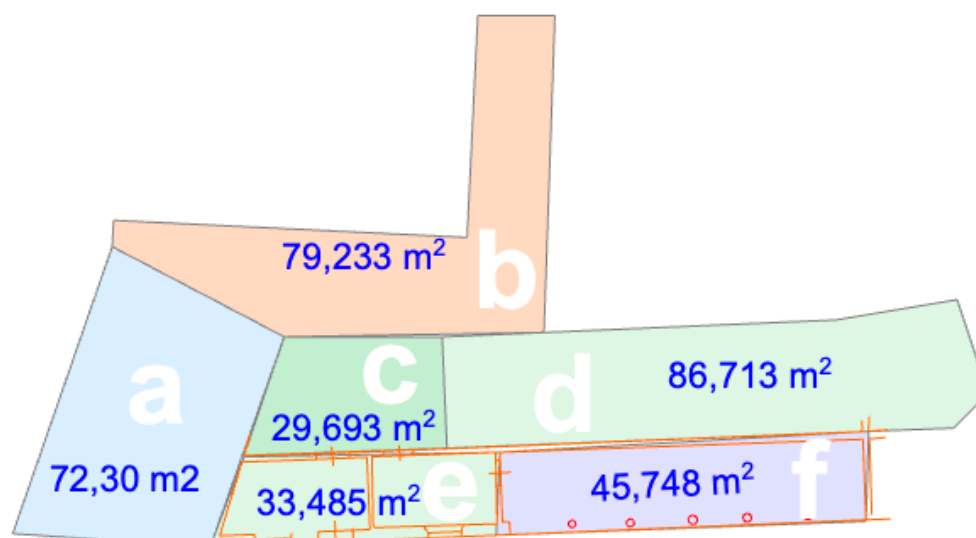 79,233 m²
b
a
c
d
86,713 m²
29,693 m²
72,30 m2
33,485 m²
e
45,748 m²
f